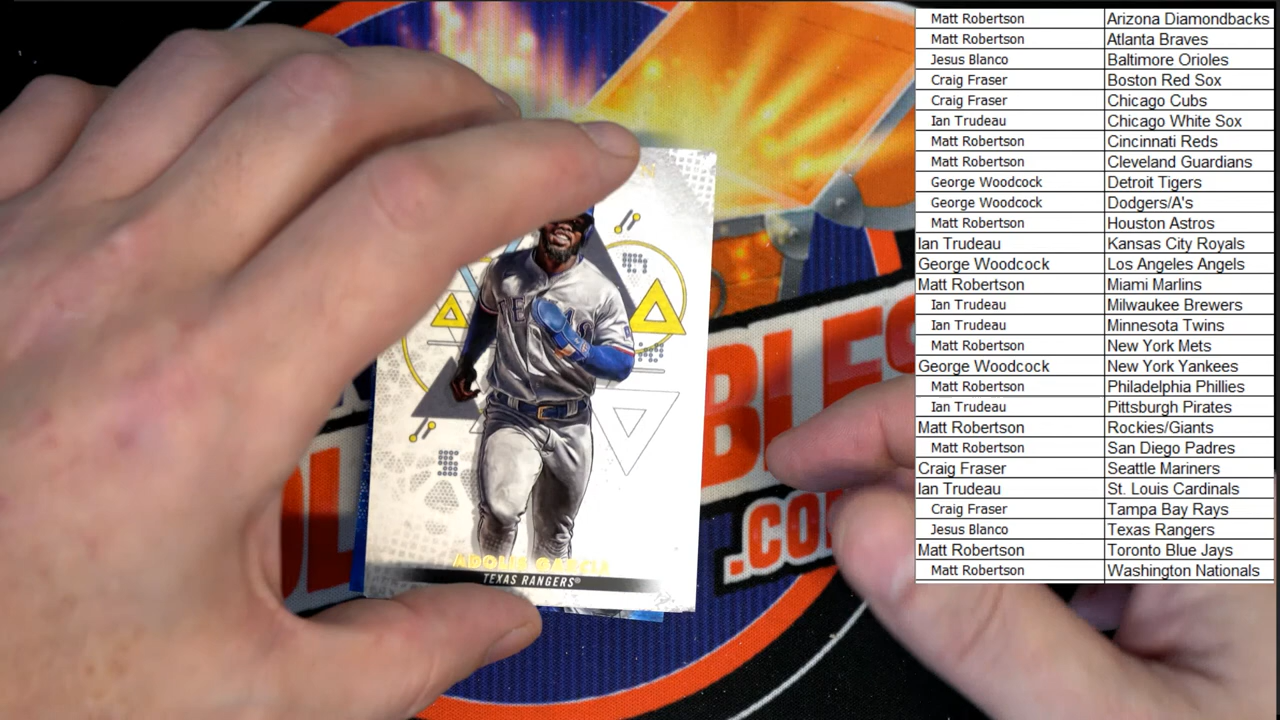 Matt Robertson Arizona Diamondbacks
Matt Robertson Atlanta Braves
Jesus Blanco Baltimore Orioles
Craig Fraser Boston Red Sox
Craig Fraser Chicago Cubs
Ian Trudeau Chicago White Sox
Matt Robertson Cincinnati Reds
Matt Robertson Cleveland Guardians
George Woodcock Detroit Tigers
George Woodcock Dodgers/A's
Matt Robertson Houston Astros
Ian Trudeau Kansas City Royals
George Woodcock Los Angeles Angels
Matt Robertson Miami Marlins
Ian Trudeau Milwaukee Brewers
Ian Trudeau Minnesota Twins
Matt Robertson New York Mets
George Woodcock New York Yankees
Matt Robertson Philadelphia Phillies
Ian Trudeau Pittsburgh Pirates
Matt Robertson Rockies/Giants
Matt Robertson San Diego Padres
Craig Fraser Seattle Mariners
Ian Trudeau St. Louis Cardinals
Craig Fraser Tampa Bay Rays
Jesus Blanco Texas Rangers
Matt Robertson Toronto Blue Jays
Matt Robertson Washington Nationals
ADOLIS GARCIA
TEXAS RANGERS®